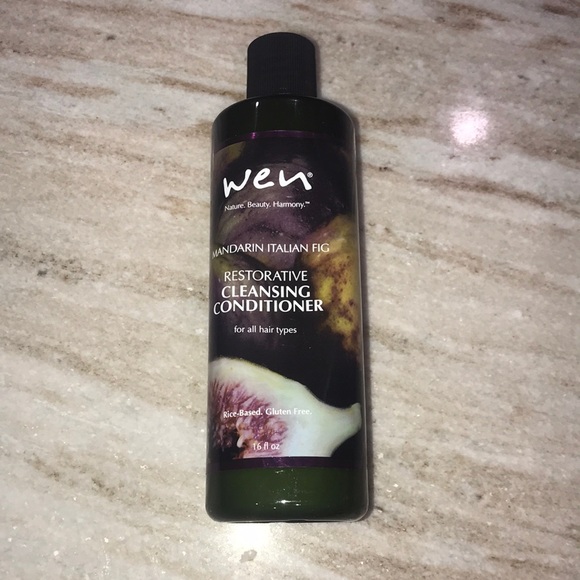 wen®
Nature. Beauty. Harmony.™
MANDARIN ITALIAN FIG
RESTORATIVE
CLEANSING
CONDITIONER
for all hair types
Rice-Based. Gluten Free.
16 fl oz